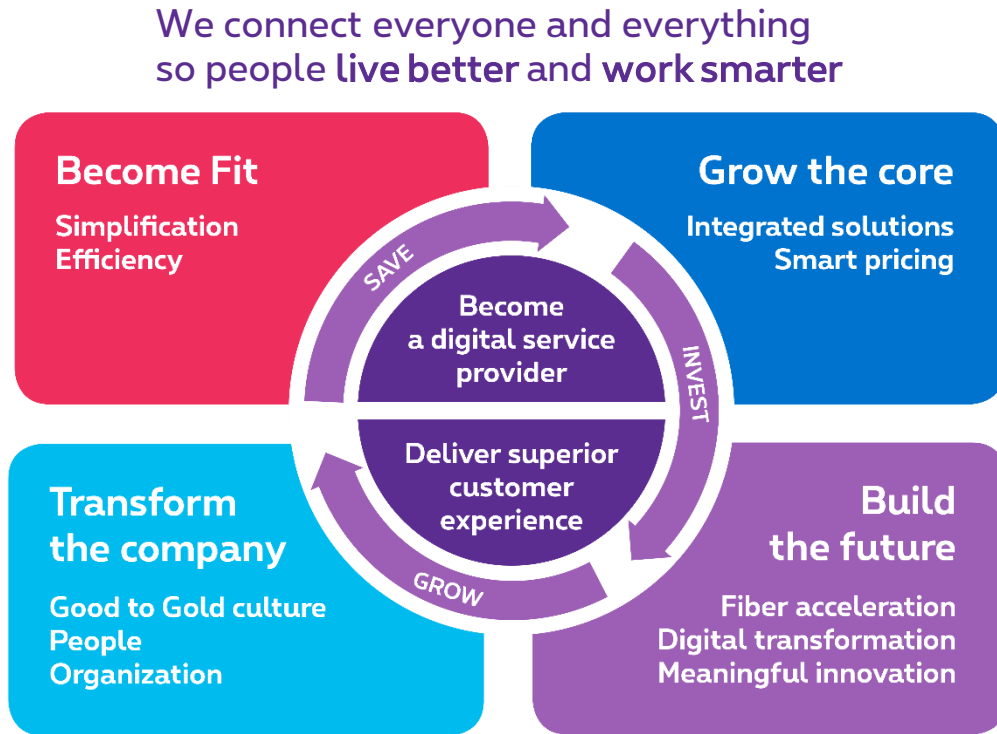 We connect everyone and everything
so people live better and work smarter
Become Fit
Simplification
Efficiency
Grow the core
Integrated solutions
Smart pricing
SAVE
INVEST
GROW
Become
a digital service
provider
Deliver superior
customer
experience
Transform
the company
Good to Gold culture
People
Organization
Build
the future
Fiber acceleration
Digital transformation
Meaningful innovation